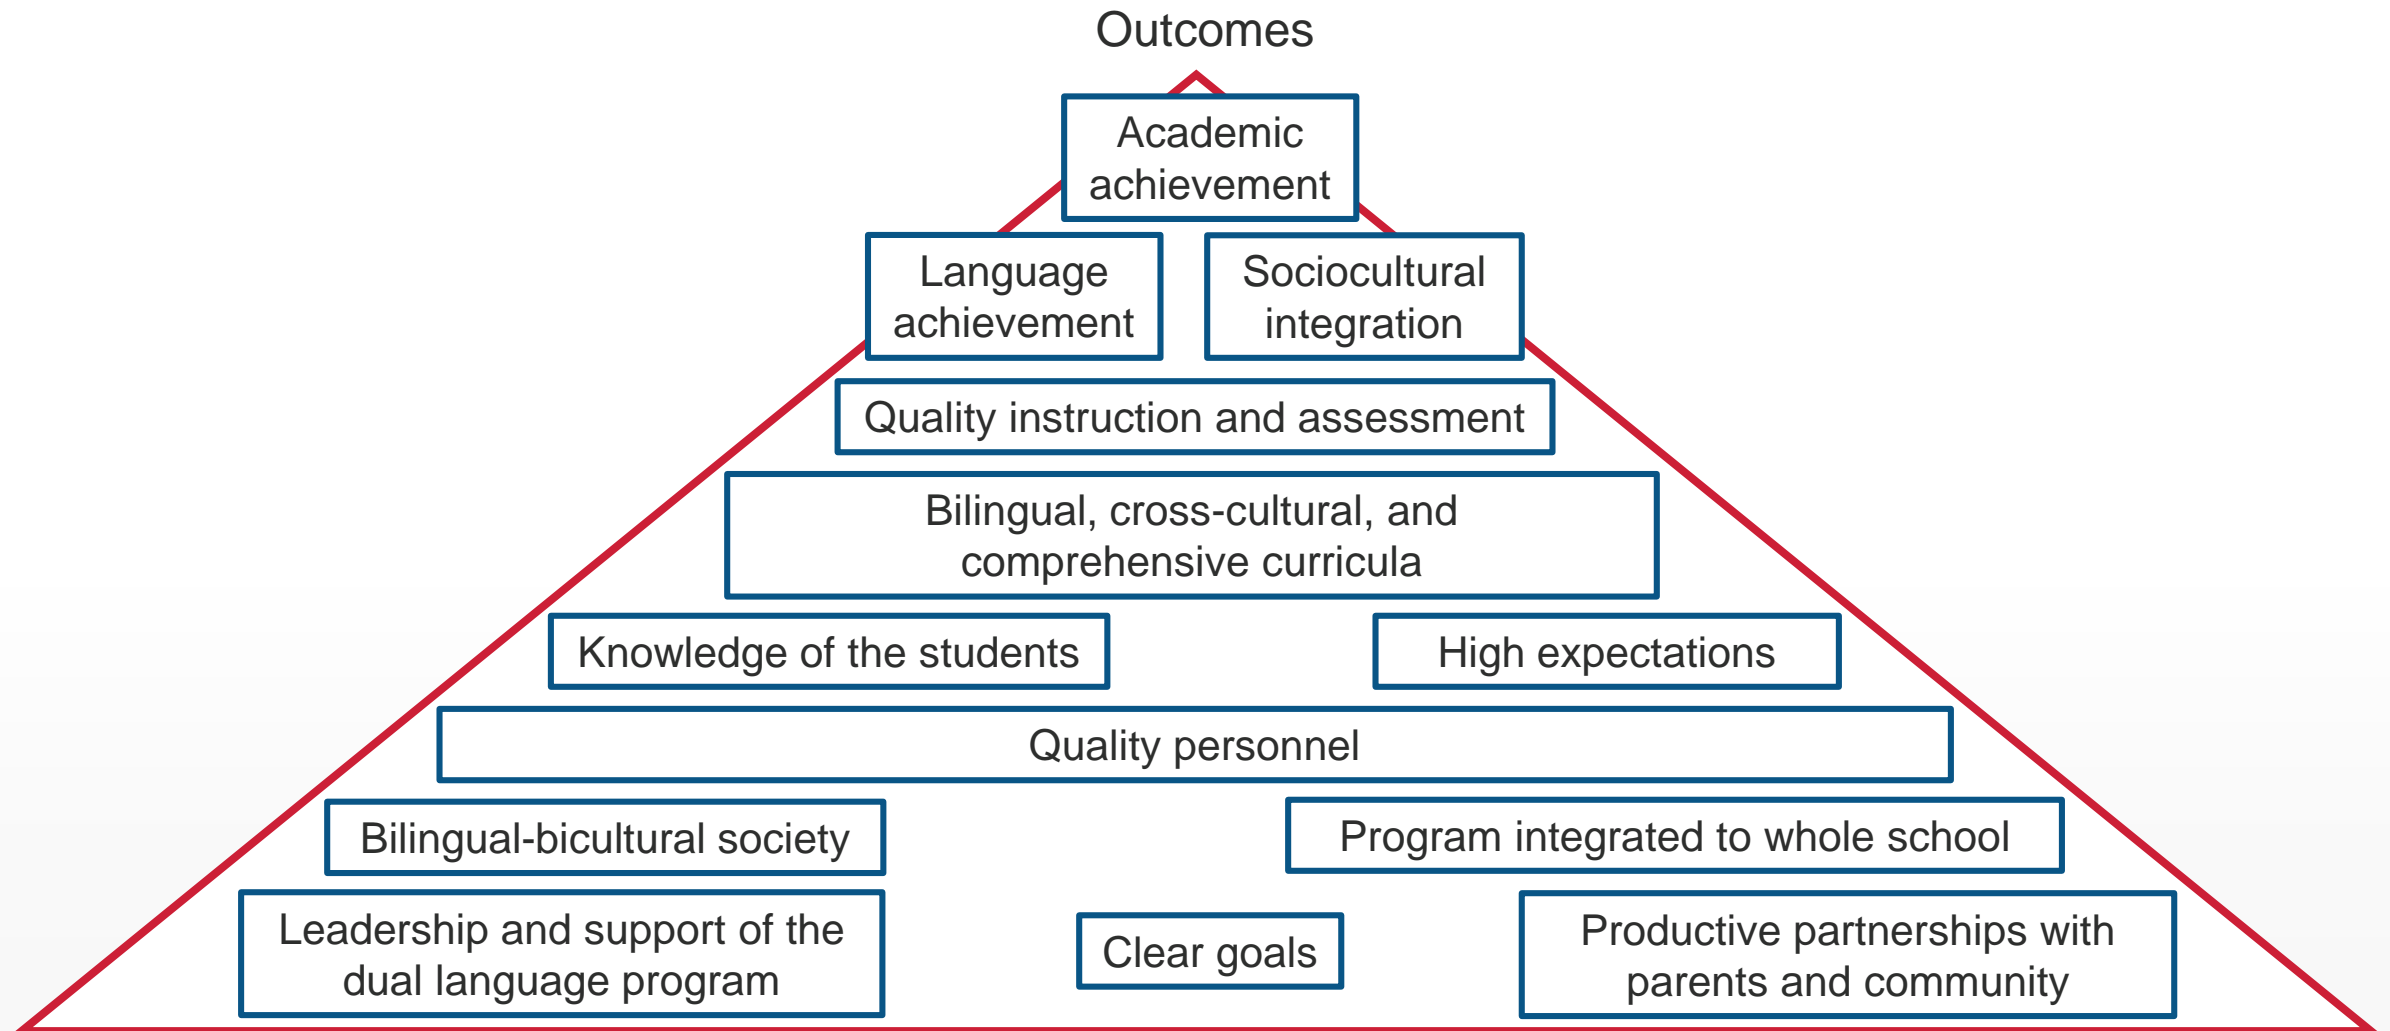 Outcomes
Academic
achievement
Language
achievement
Sociocultural
integration
Quality instruction and assessment
Bilingual, cross-cultural, and
comprehensive curricula
Knowledge of the students
High expectations
Quality personnel
Bilingual-bicultural society
Program integrated to whole school
Leadership and support of the
dual language program
Clear goals
Productive partnerships with
parents and community